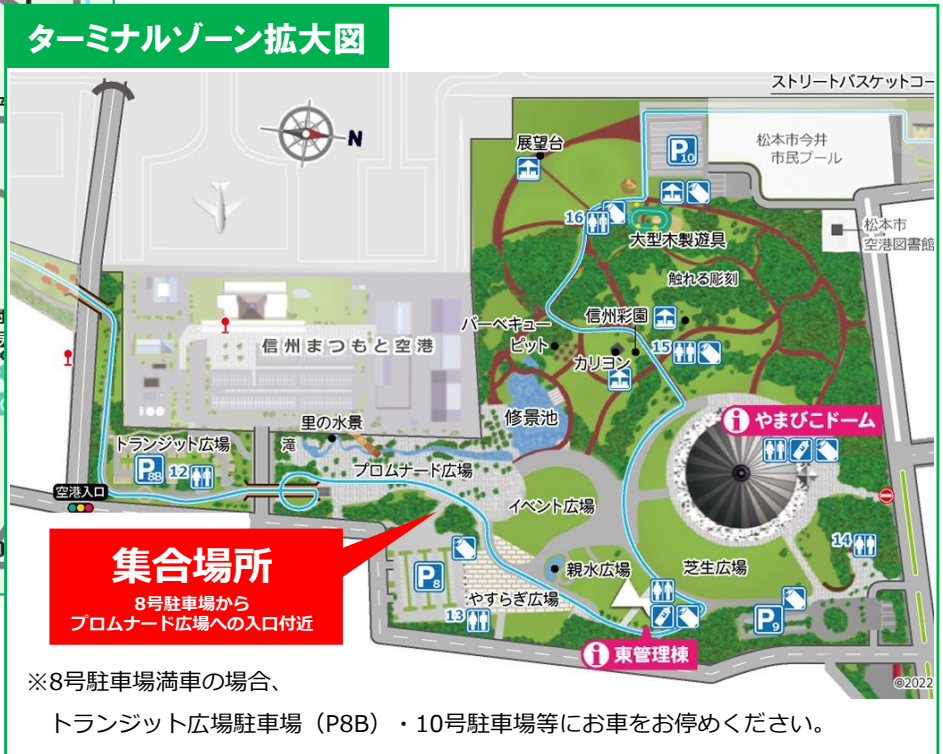 ターミナルゾーン拡大図
ストリートバスケットコー
N
展望台
P10
松本市今井
市民プール
16
大型木製遊具
松本市
空港図書館
触れる彫刻
信州彩園
バーベキュー
ピット
カリヨン
15
信州まつもと空港
修景池
i やまびこドーム
里の水景
滝
トランジット広場
P8B
12
プロムナード広場
空港入口
イベント広場
14
集合場所
8号駐車場から
プロムナード広場への入口付近
P8
親水広場
芝生広場
やすらぎ広場
13
P9
i 東管理棟
©2022
※8号駐車場満車の場合、
トランジット広場駐車場（P8B）・10号駐車場等にお車をお停めください。